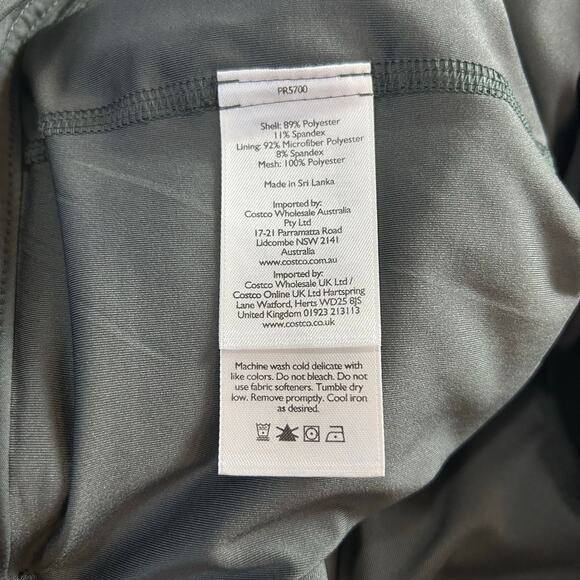 PR5700
Shell: 89% Polyester
11% Spandex
Lining: 92% Microfiber Polyester
8% Spandex
Mesh: 100% Polyester
Made in Sri Lanka
Imported by:
Costco Wholesale Australia
Pty Ltd
17-21 Parramatta Road
Lidcombe NSW 2141
Australia
www.costco.com.au
Imported by:
Costco Wholesale UK Ltd /
Costco Online UK Ltd Hartspring
Lane Watford, Herts WD25 8JS
United Kingdom 01923 213113
www.costco.co.uk
Machine wash cold delicate with
like colors. Do not bleach. Do not
use fabric softeners. Tumble dry
low. Remove promptly. Cool iron
as desired.